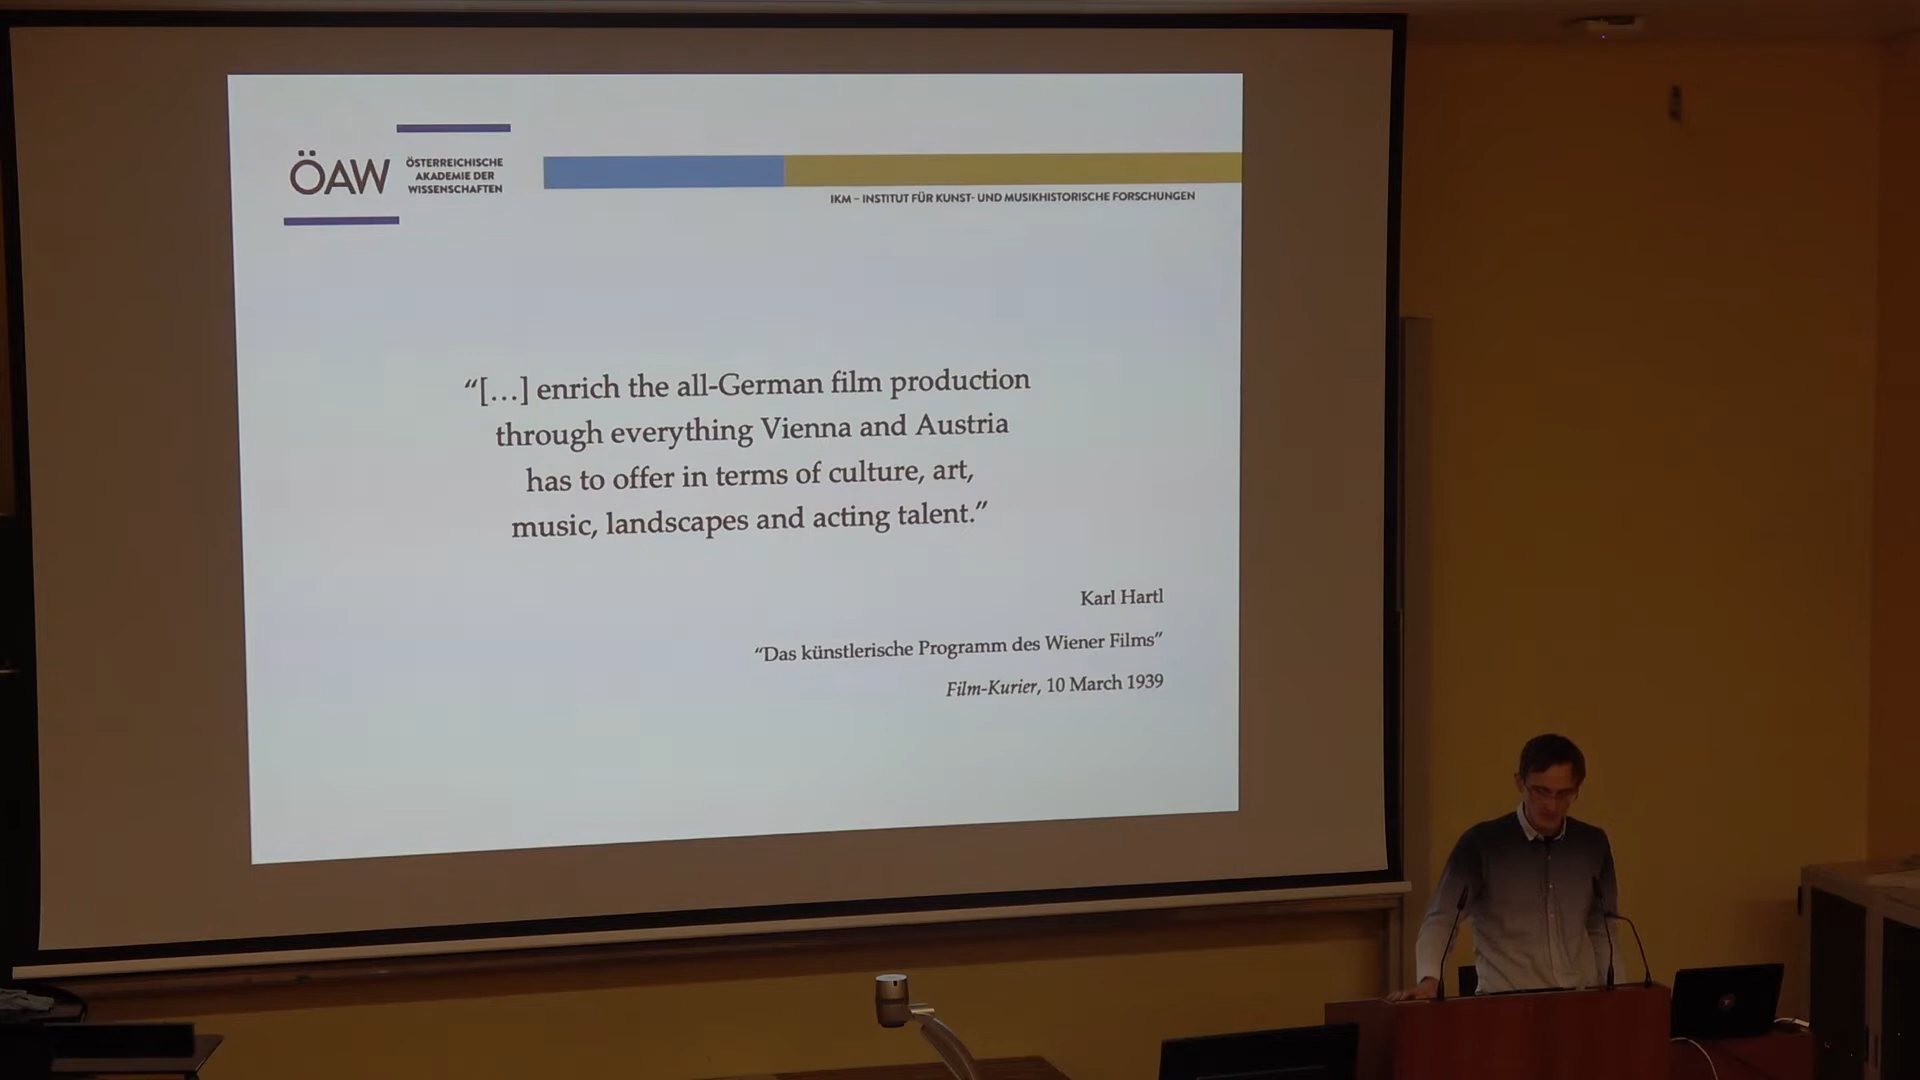 ÖAW
ÖSTERREICHISCHE
AKADEMIE DER
WISSENSCHAFTEN
IKM – INSTITUT FÜR KUNST- UND MUSIKHISTORISCHE FORSCHUNGEN
“[…] enrich the all-German film production
through everything Vienna and Austria
has to offer in terms of culture, art,
music, landscapes and acting talent.”
Karl Hartl
“Das künstlerische Programm des Wiener Films”
Film-Kurier, 10 March 1939